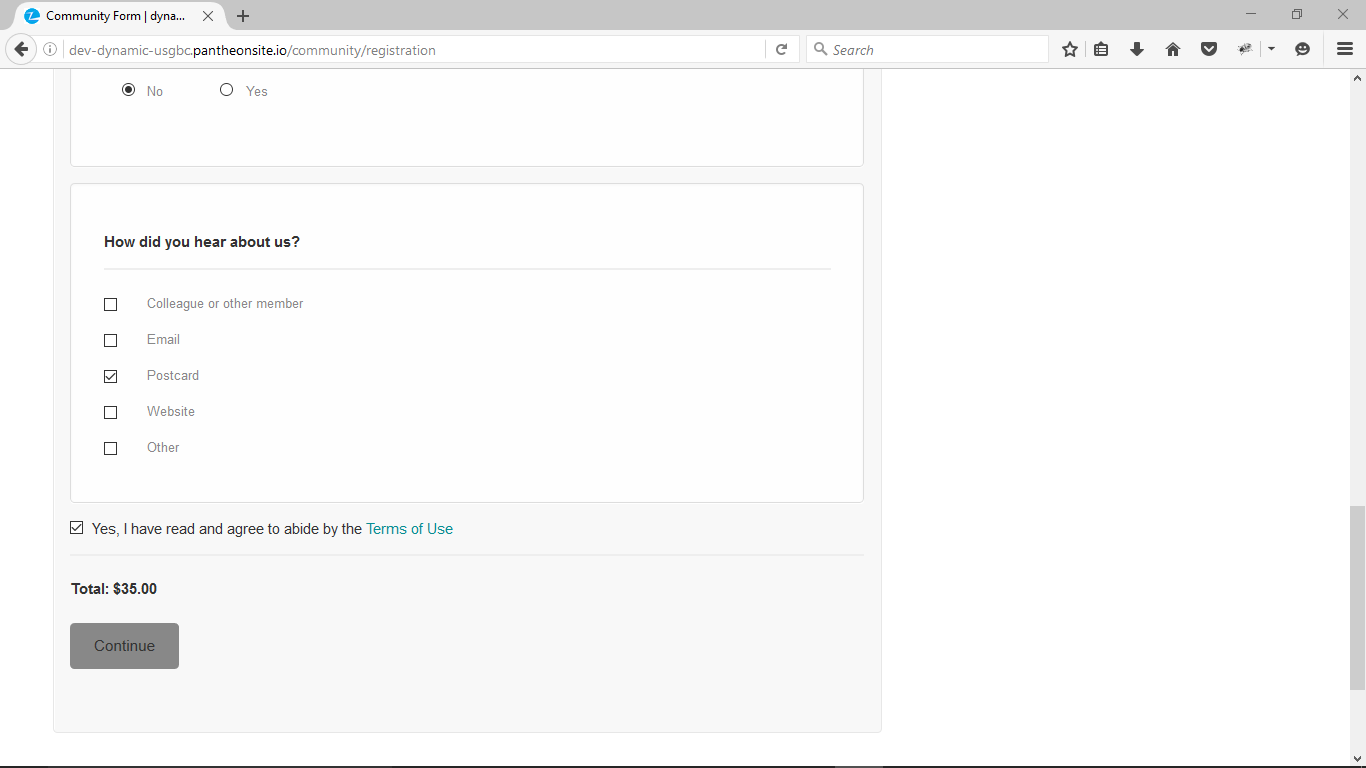 Community Form | dyna...
dev-dynamic-usgbc.pantheonsite.io/community/registration
Search
No Yes
How did you hear about us?
Colleague or other member
Email
Postcard
Website
Other
Yes, I have read and agree to abide by the Terms of Use
Total: $35.00
Continue